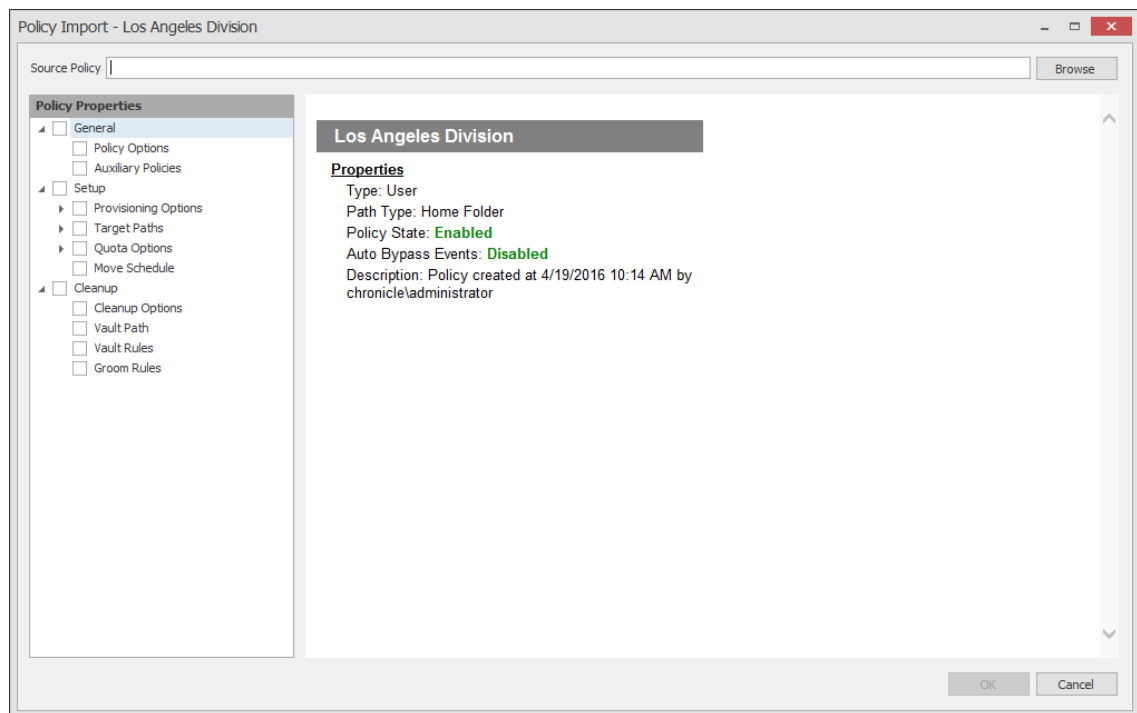 Policy Import - Los Angeles Division
Source Policy
Browse
Policy Properties
General
Policy Options
Auxiliary Policies
Setup
Provisioning Options
Target Paths
Quota Options
Move Schedule
Cleanup
Cleanup Options
Vault Path
Vault Rules
Groom Rules
Los Angeles Division
Properties
Type: User
Path Type: Home Folder
Policy State: Enabled
Auto Bypass Events: Disabled
Description: Policy created at 4/19/2016 10:14 AM by
chronicle\administrator
OK
Cancel